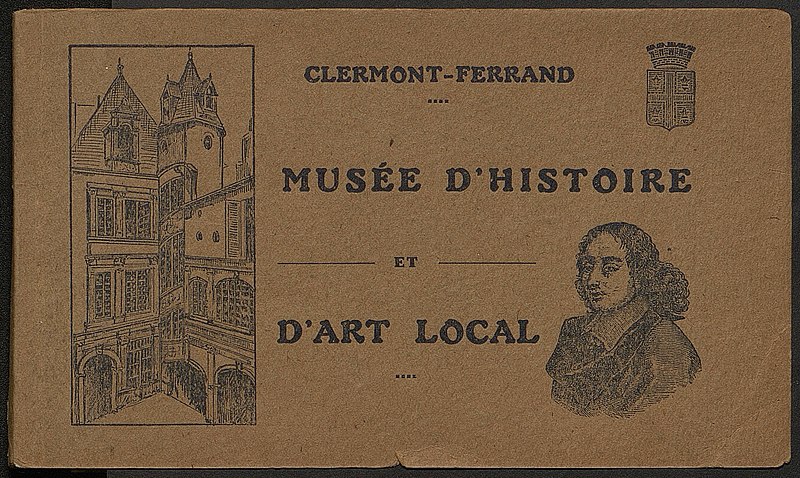 CLERMONT-FERRAND
MUSÉE D'HISTOIRE
ET
D'ART LOCAL